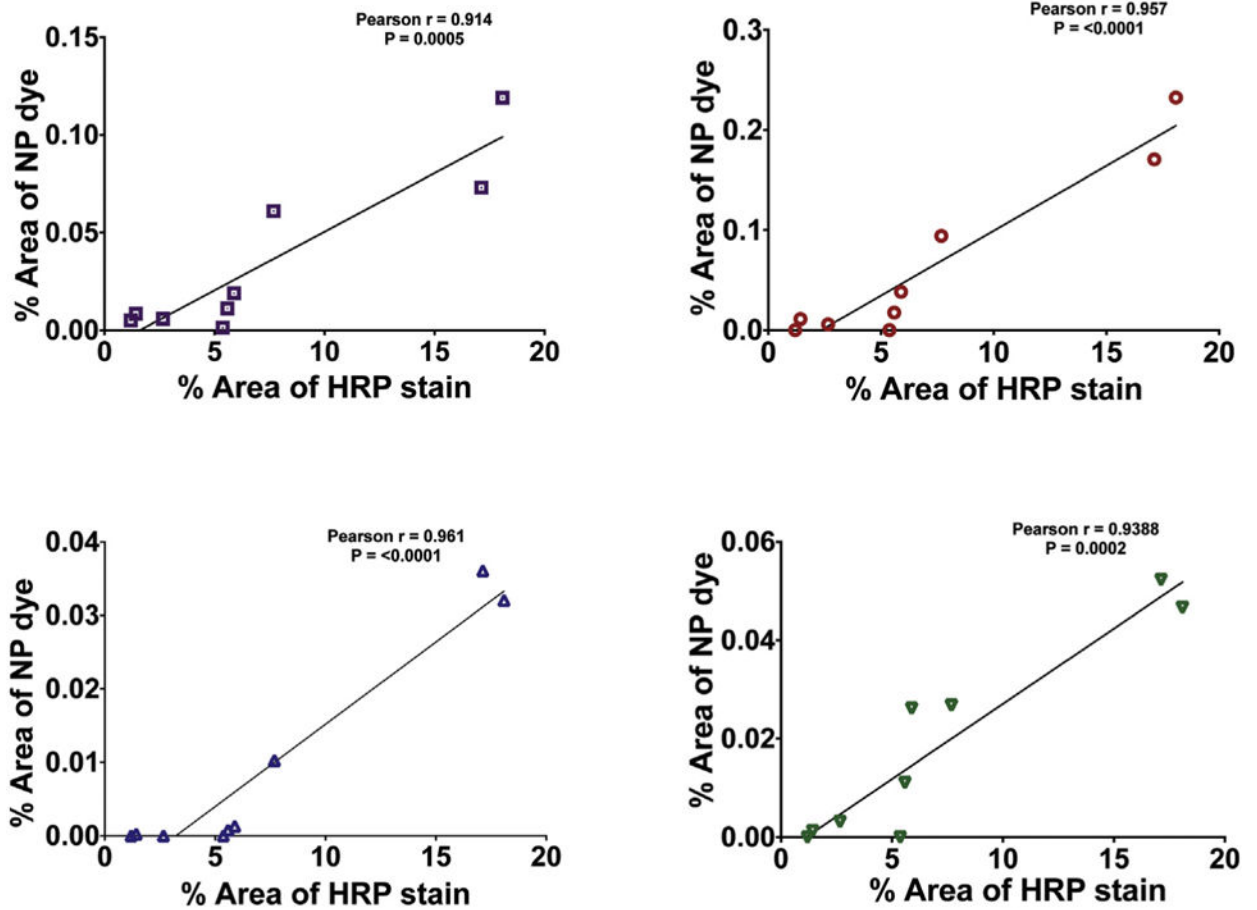 Pearson r = 0.914
P = 0.0005
0.15
0.10
0.05
0.00
% Area of NP dye
0 5 10 15 20
% Area of HRP stain
Pearson r = 0.957
P = <0.0001
0.3
0.2
0.1
0.0
% Area of NP dye
0 5 10 15 20
% Area of HRP stain
Pearson r = 0.961
P = <0.0001
0.04
0.03
0.02
0.01
0.00
% Area of NP dye
0 5 10 15 20
% Area of HRP stain
Pearson r = 0.9388
P = 0.0002
0.06
0.04
0.02
0.00
% Area of NP dye
0 5 10 15 20
% Area of HRP stain